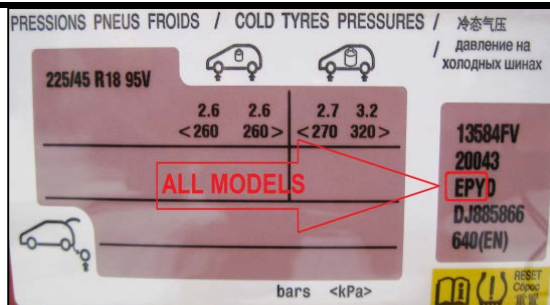 PRESSIONS PNEUS FROIDS / COLD TYRES PRESSURES / 冷态气压
/ давление на
холодных шинах
225/45 R18 95V
2.6 2.6 2.7 3.2
<260 260> <270 320>
13584FV
20043
ALL MODELS
EPYD
DJ885866
640(EN)
bars <kPa>
RESET
Сброс